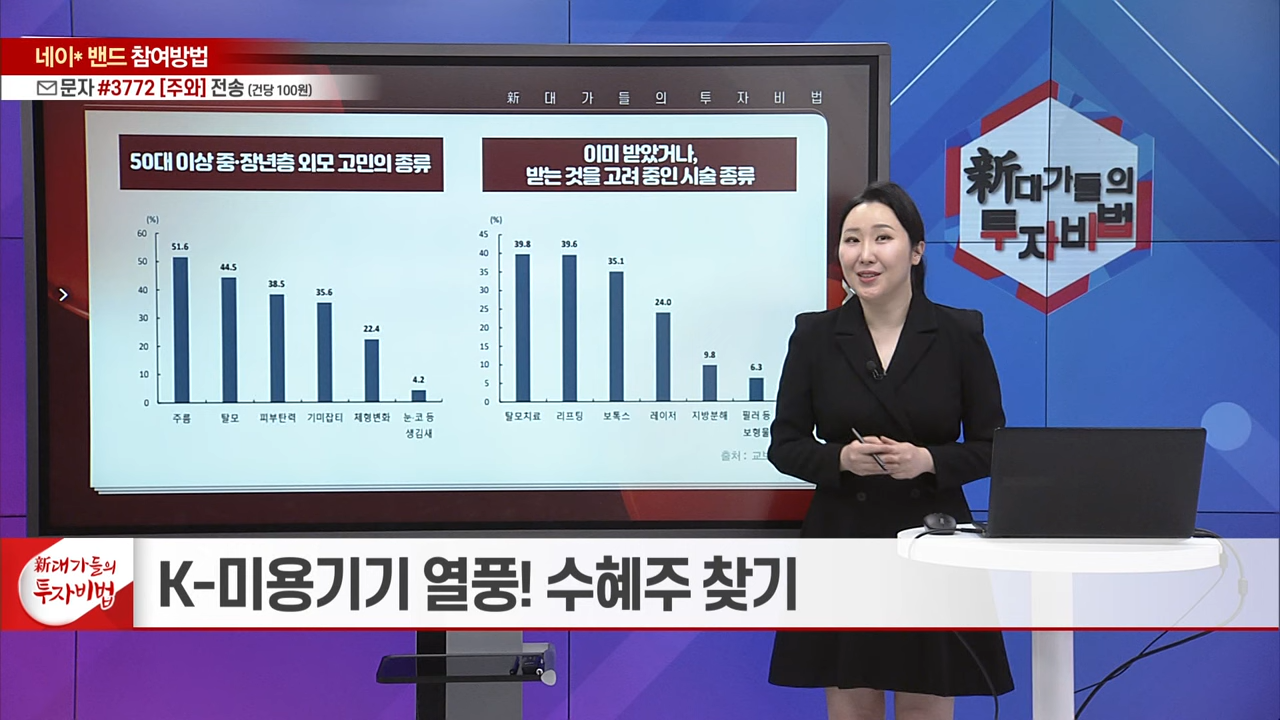 네이* 밴드 참여방법
문자 #3772 [주와] 전송 (건당 100원)
新 대 가 들 의 투 자 비 법
50대 이상 중·장년층 외모 고민의 종류
(%)
60
50
40
30
20
10
0
51.6
44.5
38.5
35.6
22.4
4.2
주름
탈모
피부탄력
기미잡티
체형변화
눈·코 등
생김새
이미 받았거나,
받는 것을 고려 중인 시술 종류
(%)
45
40
35
30
25
20
15
10
5
0
39.8
39.6
35.1
24.0
9.8
6.3
탈모치료
리프팅
보톡스
레이저
지방분해
필러 등
보형물
출처 :
新대가들의
투자비법
新대가들의
투자비법
K-미용기기 열풍! 수혜주 찾기